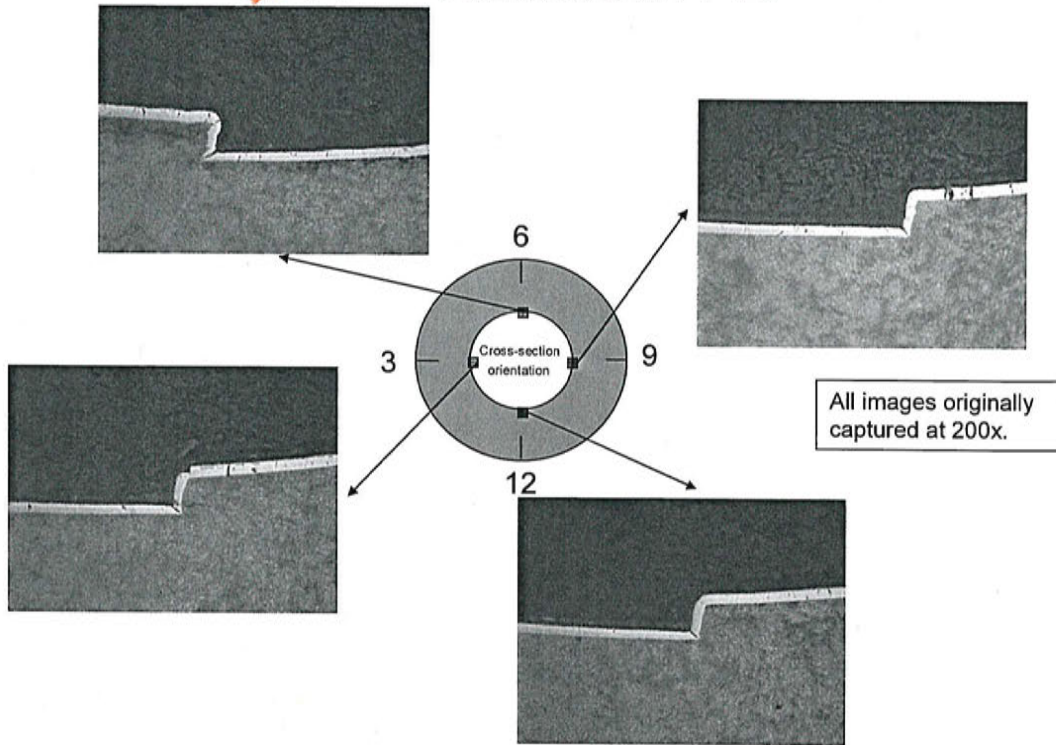 6
3
Cross-section
orientation
9
All images originally
captured at 200x.
12